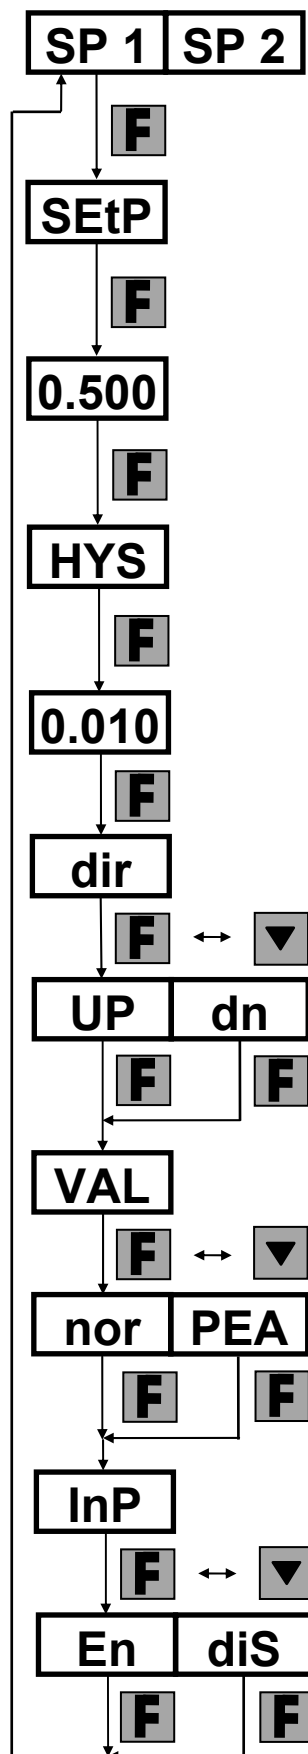 SP 1 SP 2
F
SEtP
F
0.500
F
HYS
F
0.010
F
dir
F
UP dn
F F
VAL
F
nor PEA
F F
InP
F
En diS
F F